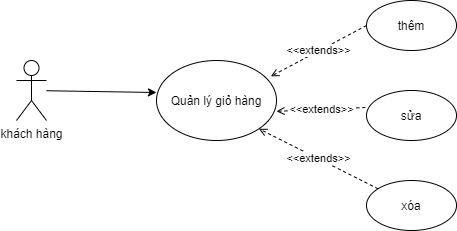 thêm
<<extends>>
Quản lý giỏ hàng
<<extends>>
sửa
khách hàng
<<extends>>
xóa